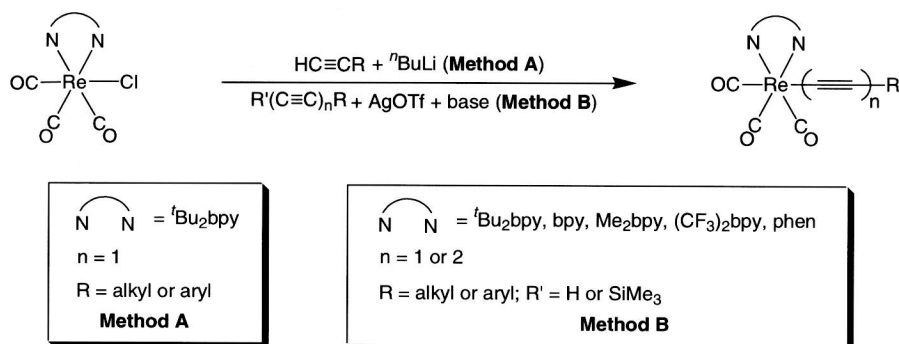 N N
OC Re Cl
C O C O
HC≡CR + ⁿBuLi (Method A)
R'(C≡C)ₙR + AgOTf + base (Method B)
N N
OC Re ( ≡ )ₙ R
C O C O
N N = ᵗBu₂bpy
n = 1
R = alkyl or aryl
Method A
N N = ᵗBu₂bpy, bpy, Me₂bpy, (CF₃)₂bpy, phen
n = 1 or 2
R = alkyl or aryl; R' = H or SiMe₃
Method B